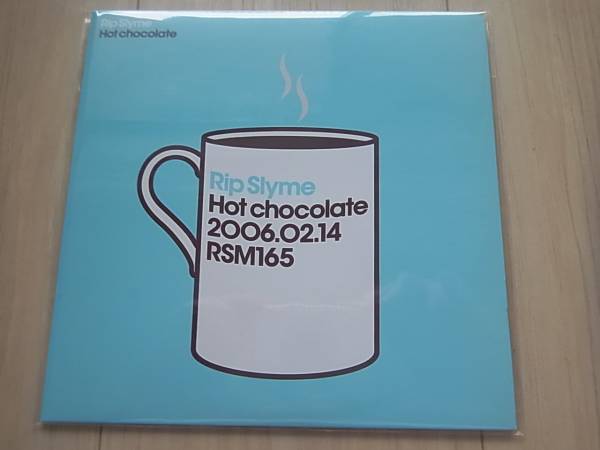 Rip Slyme
Hot chocolate
Rip Slyme
Hot chocolate
2006.02.14
RSM165